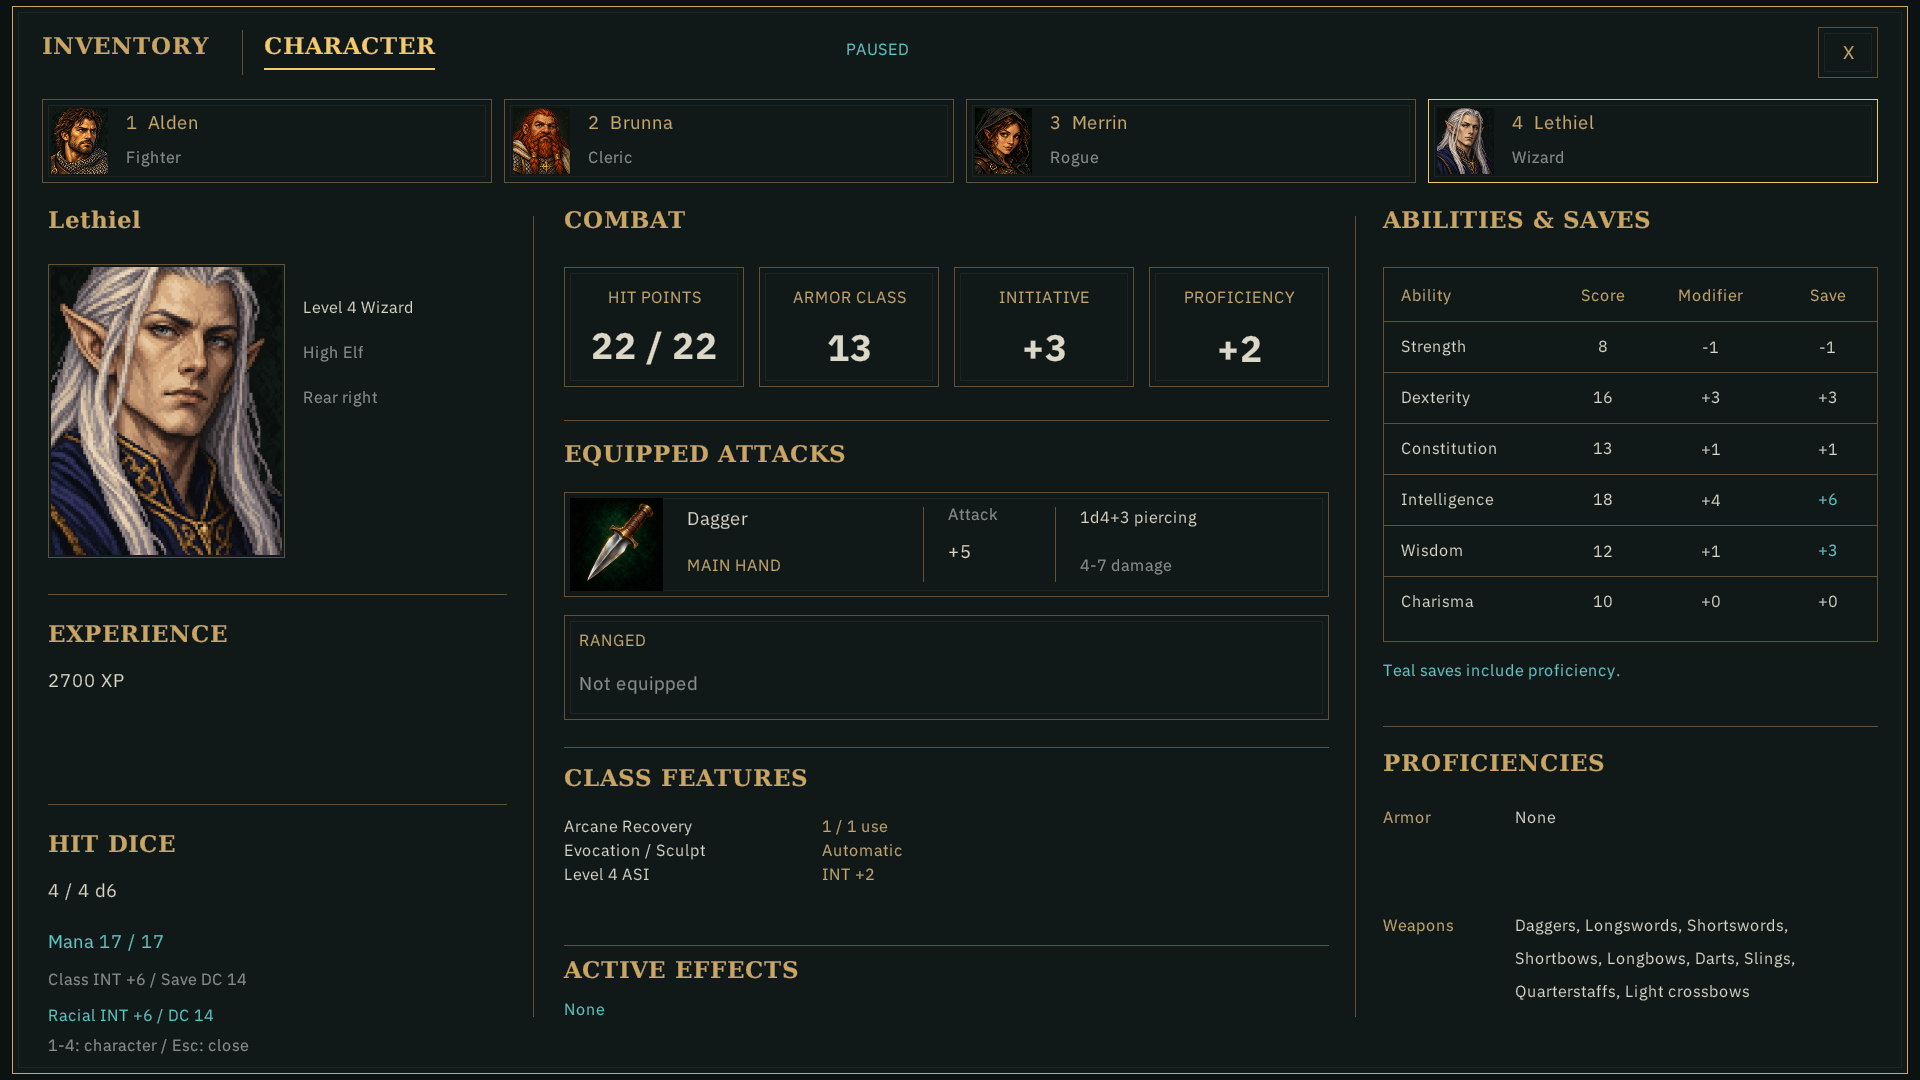 INVENTORY
CHARACTER
PAUSED
X
1 Alden
Fighter
2 Brunna
Cleric
3 Merrin
Rogue
4 Lethiel
Wizard
Lethiel
Level 4 Wizard
High Elf
Rear right
EXPERIENCE
2700 XP
HIT DICE
4 / 4 d6
Mana 17 / 17
Class INT +6 / Save DC 14
Racial INT +6 / DC 14
1-4: character / Esc: close
COMBAT
HIT POINTS
22 / 22
ARMOR CLASS
13
INITIATIVE
+3
PROFICIENCY
+2
EQUIPPED ATTACKS
Dagger
MAIN HAND
Attack
+5
1d4+3 piercing
4-7 damage
RANGED
Not equipped
CLASS FEATURES
Arcane Recovery 1 / 1 use
Evocation / Sculpt Automatic
Level 4 ASI INT +2
ACTIVE EFFECTS
None
ABILITIES & SAVES
Ability Score Modifier Save
Strength 8 -1 -1
Dexterity 16 +3 +3
Constitution 13 +1 +1
Intelligence 18 +4 +6
Wisdom 12 +1 +3
Charisma 10 +0 +0
Teal saves include proficiency.
PROFICIENCIES
Armor None
Weapons Daggers, Longswords, Shortswords,
Shortbows, Longbows, Darts, Slings,
Quarterstaffs, Light crossbows